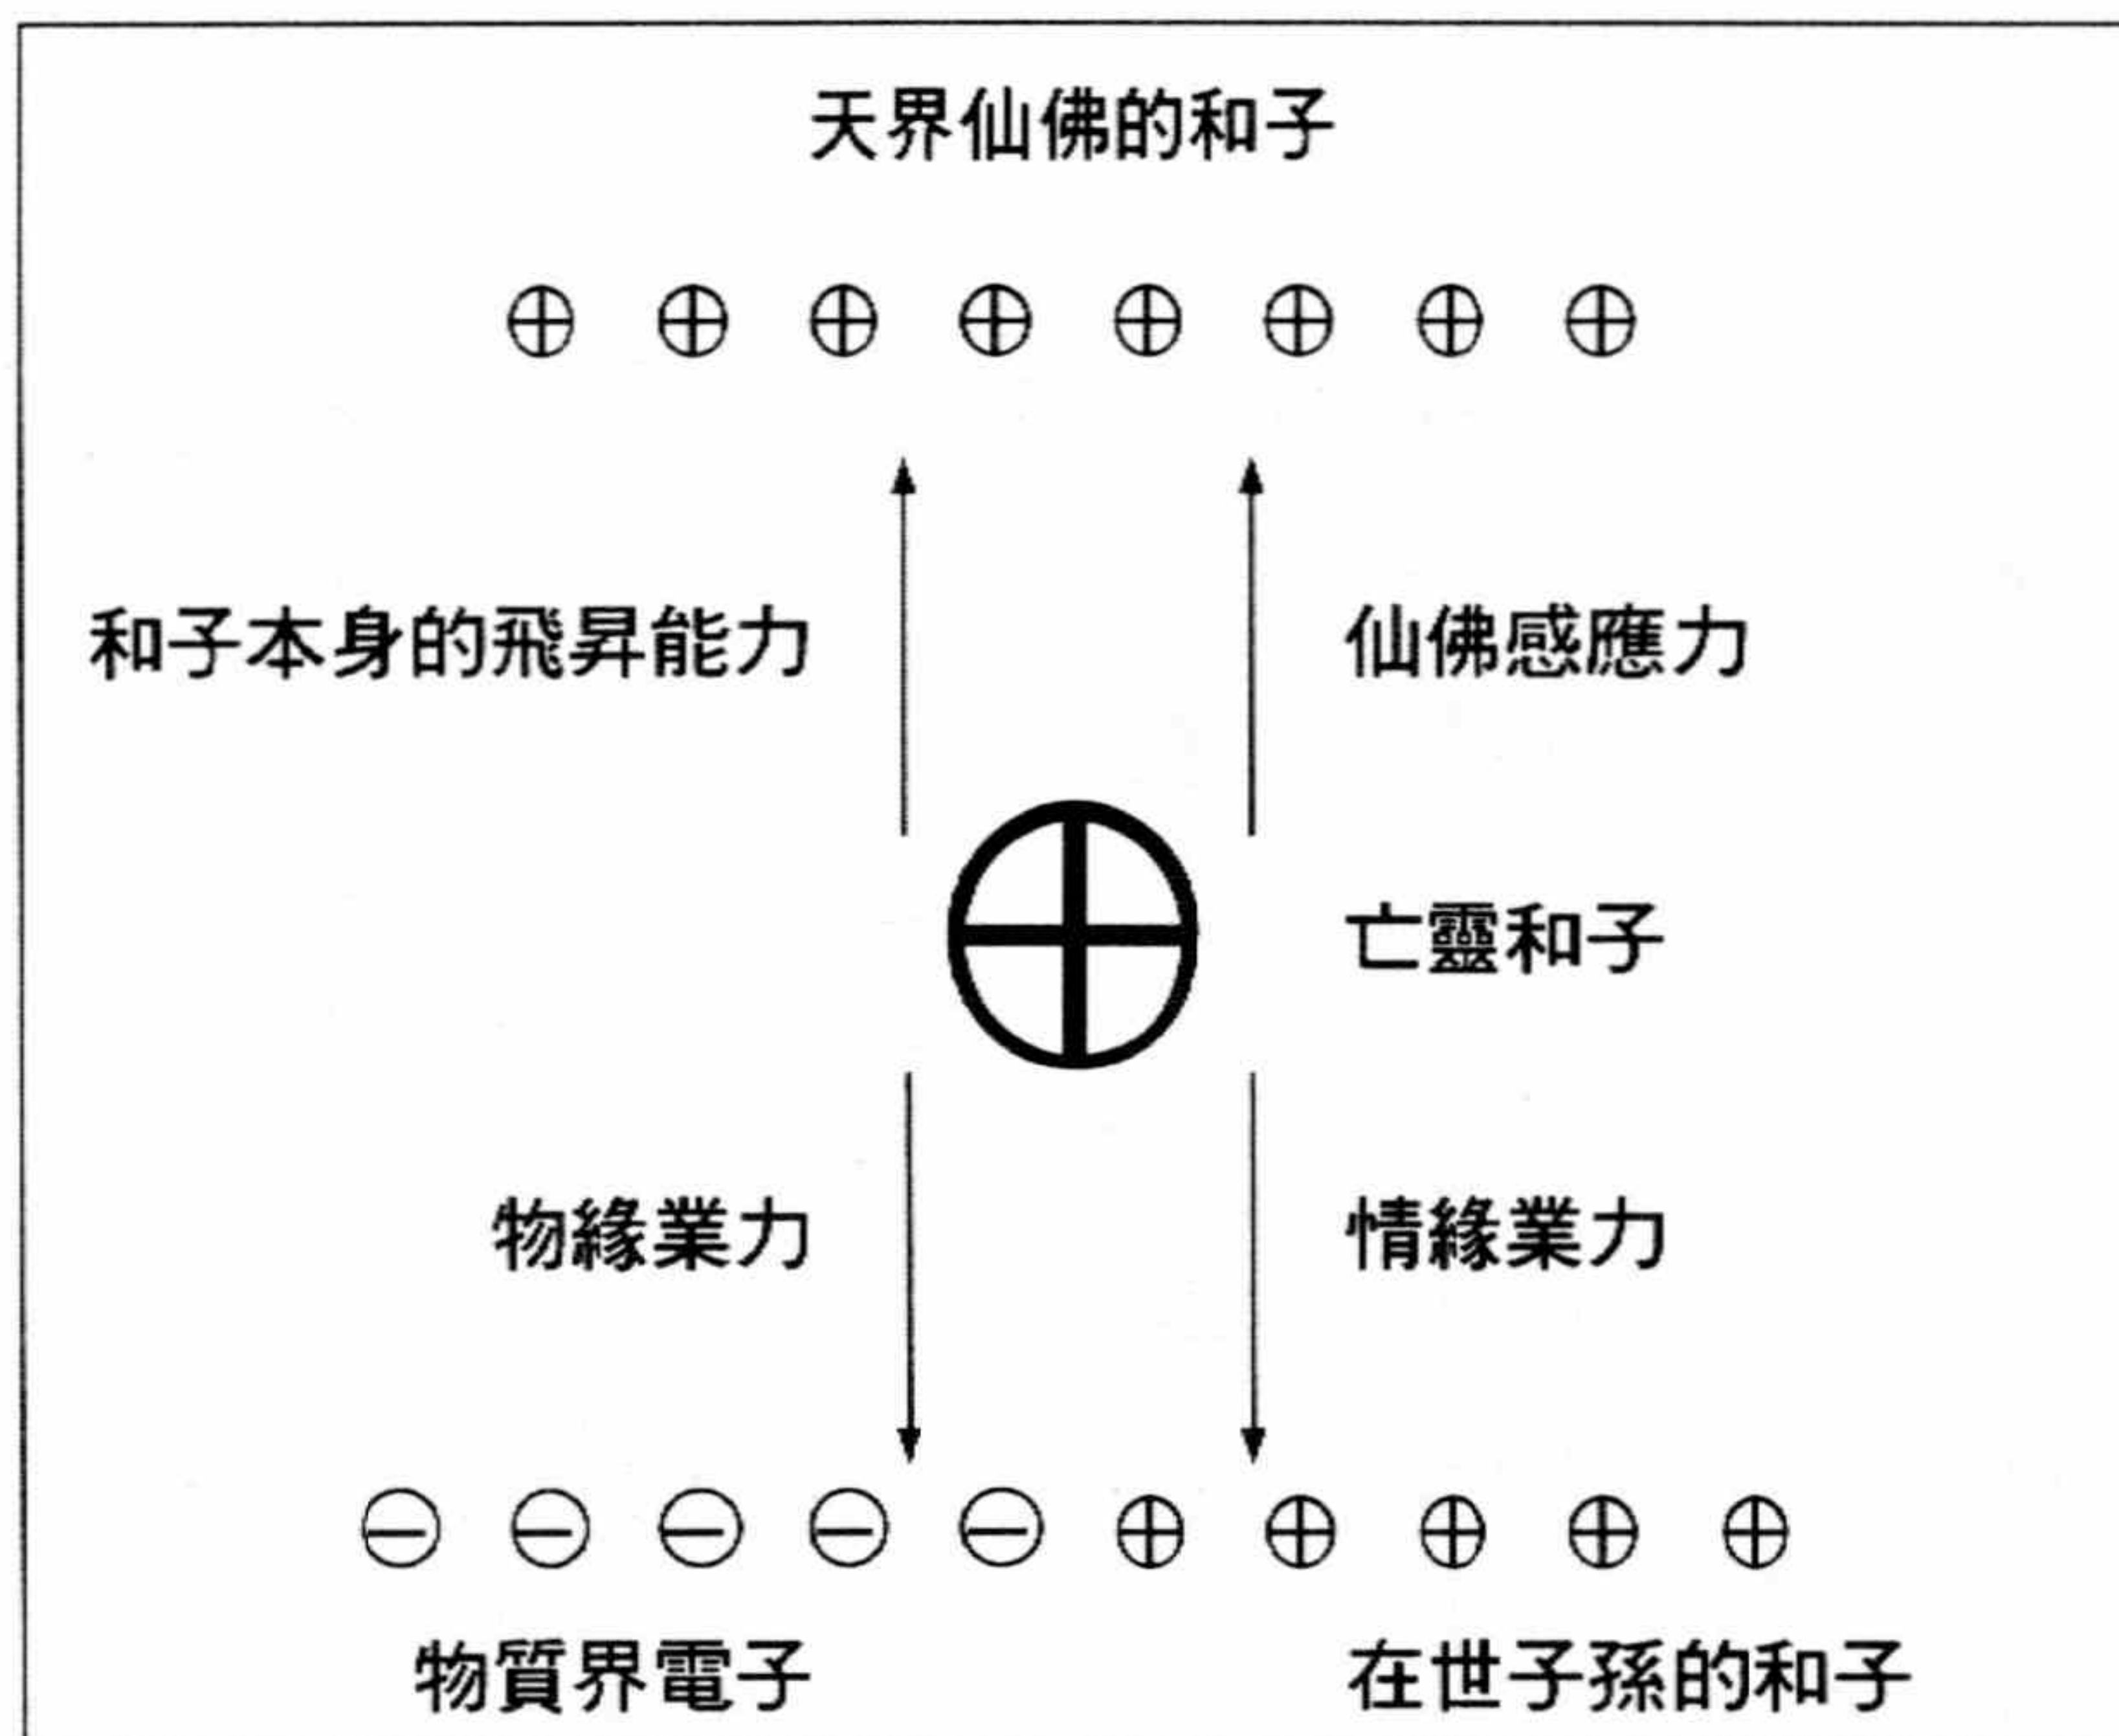 天界仙佛的和子
和子本身的飛昇能力
仙佛感應力
亡靈和子
物緣業力
情緣業力
物質界電子
在世子孫的和子